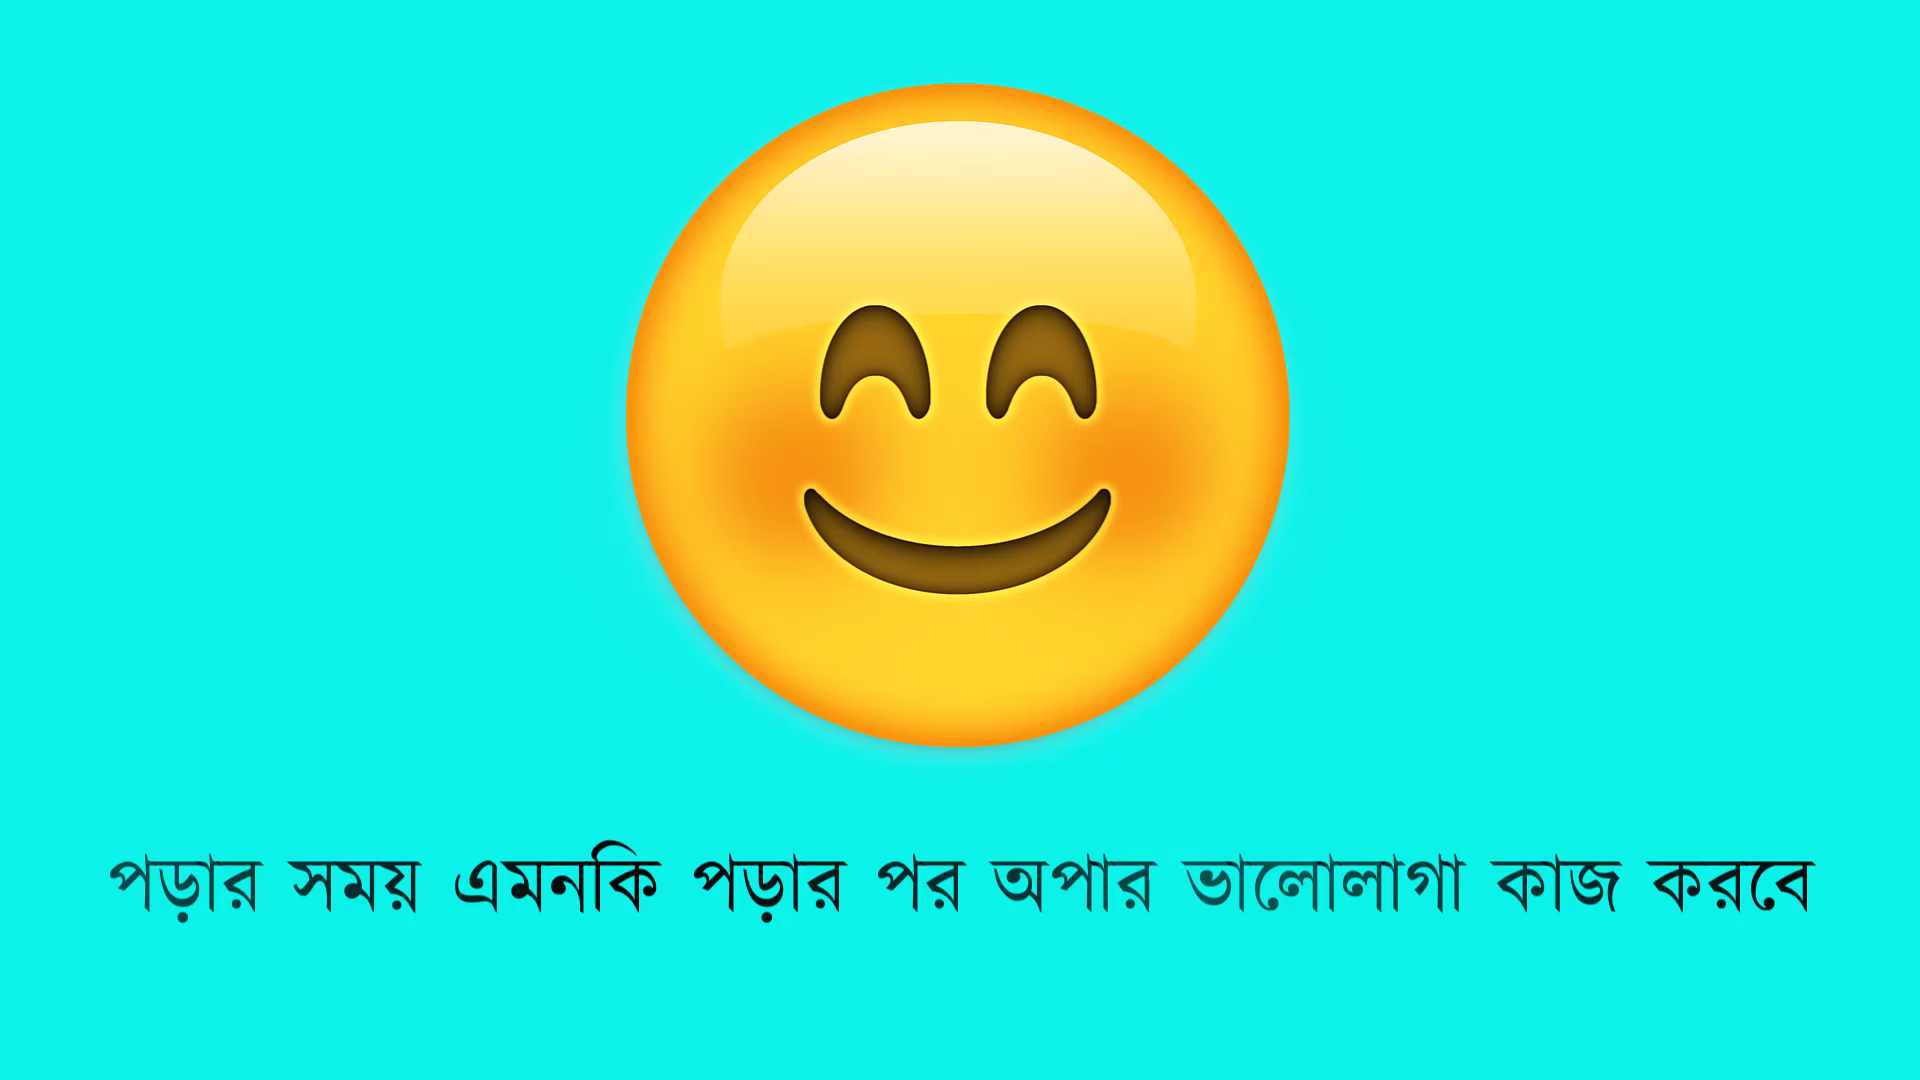 পড়ার সময় এমনকি পড়ার পর অপার ভালোলাগা কাজ করবে